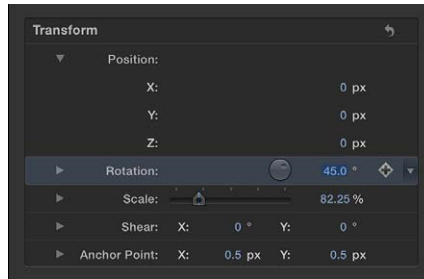 Transform
Position:
X: 0 px
Y: 0 px
Z: 0 px
Rotation: 45.0 °
Scale: 82.25 %
Shear: X: 0 ° Y: 0 °
Anchor Point: X: 0.5 px Y: 0.5 px